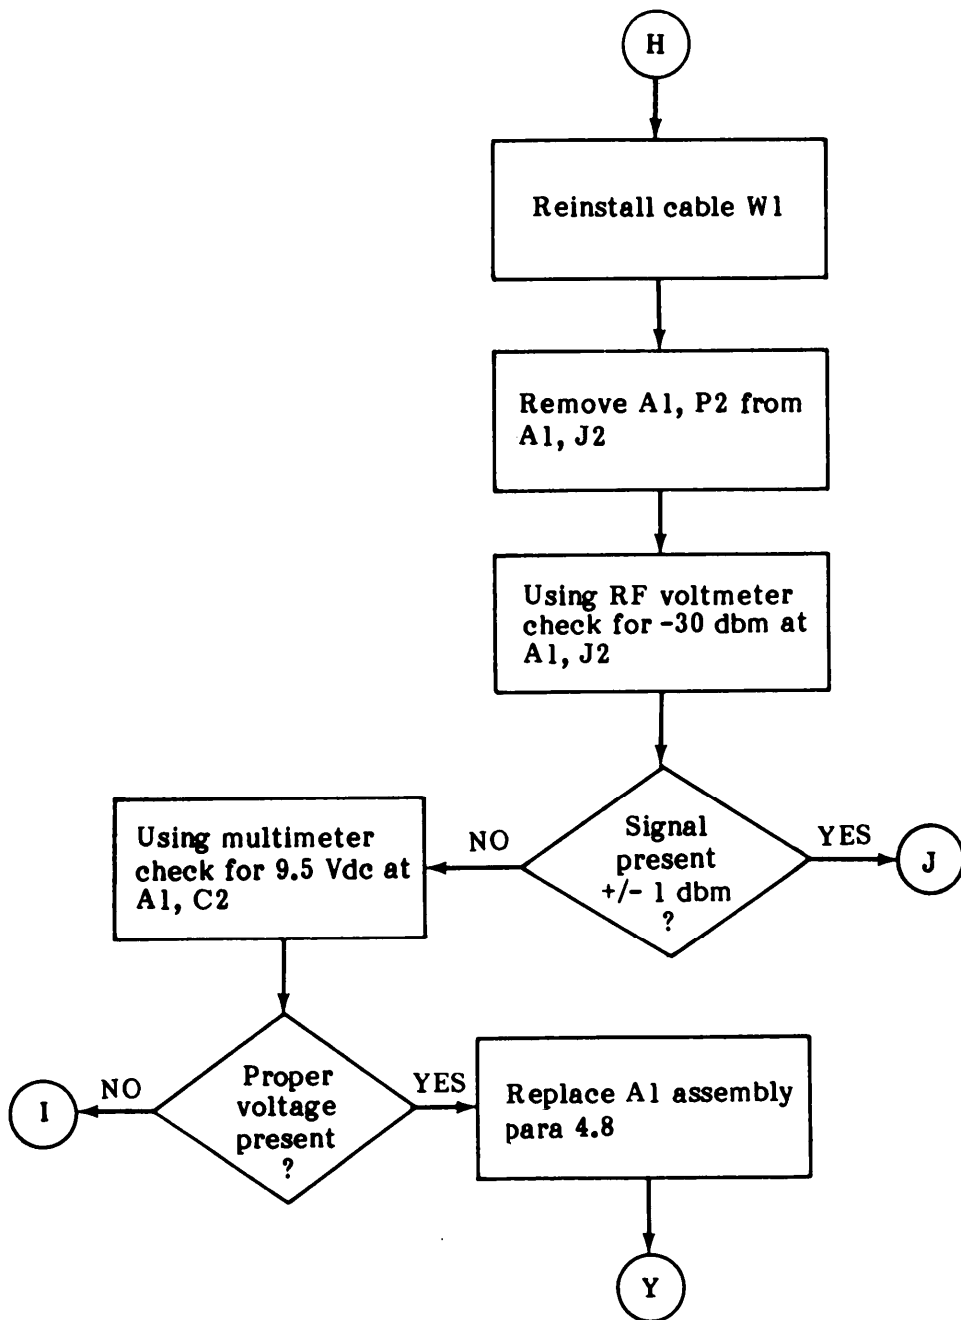 H
Reinstall cable W1
Remove A1, P2 from
A1, J2
Using RF voltmeter
check for -30 dbm at
A1, J2
Signal
present
+/- 1 dbm
?
YES
J
NO
Using multimeter
check for 9.5 Vdc at
A1, C2
Proper
voltage
present
?
NO
I
YES
Replace A1 assembly
para 4.8
Y